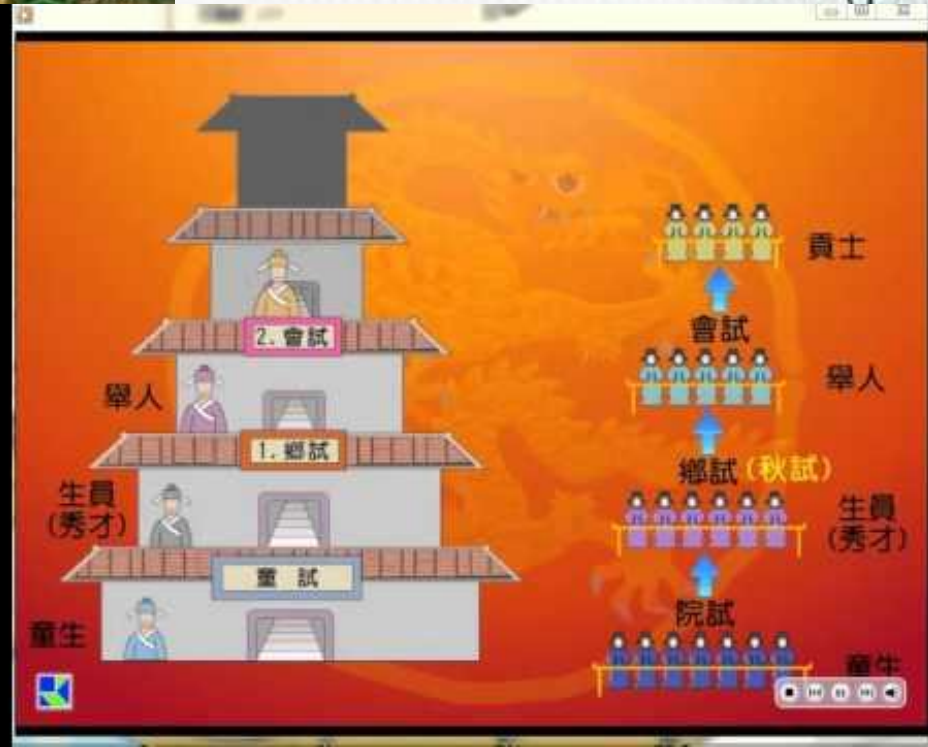 2. 會試
舉人
1. 鄉試
生員
(秀才)
童 試
童生
貢士
會試
舉人
鄉試 (秋試)
生員
(秀才)
院試
童生